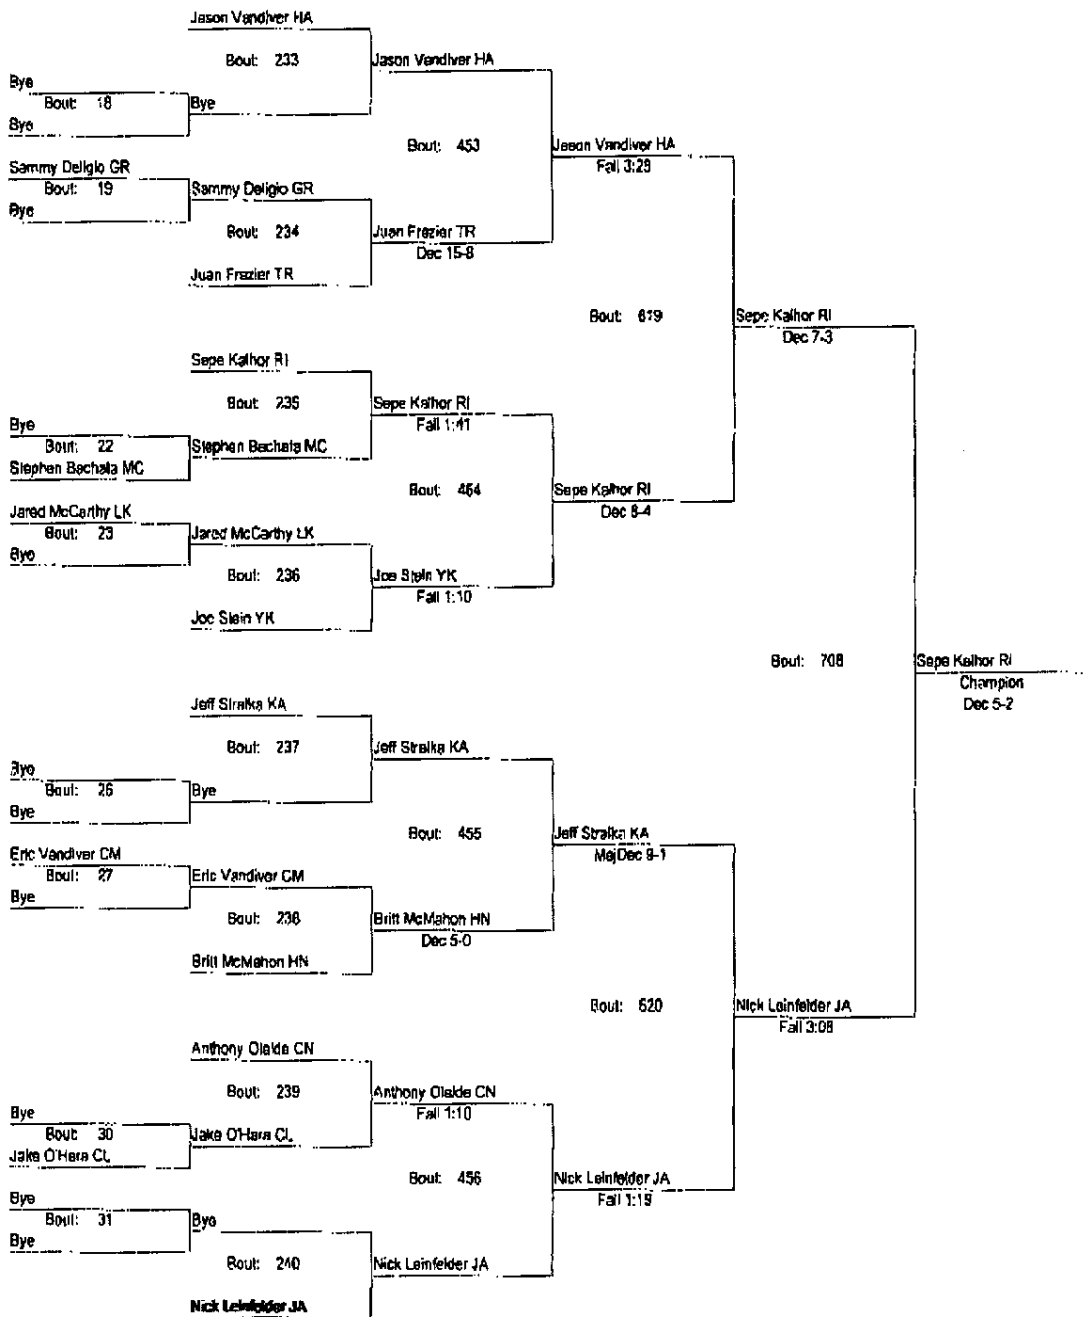 Jason Vandiver HA
Bout: 233
Jason Vandiver HA
Bye
Bout: 18
Bye
Bye
Bout: 453
Jason Vandiver HA
Fall 3:28
Sammy Deligio GR
Bout: 19
Sammy Deligio GR
Bye
Bout: 234
Juan Frazier TR
Dec 15-8
Juan Frazier TR
Bout: 619
Sepe Kalhor RI
Dec 7-3
Sepe Kalhor RI
Bout: 235
Sepe Kalhor RI
Fall 1:41
Bye
Bout: 22
Stephen Bachata MC
Stephen Bachata MC
Bout: 454
Sepe Kalhor RI
Dec 6-4
Jared McCarthy LK
Bout: 23
Jared McCarthy LK
Bye
Bout: 236
Joe Stein YK
Fall 1:10
Joe Stein YK
Bout: 708
Sepe Kalhor RI
Champion
Dec 5-2
Jeff Stralka KA
Bout: 237
Jeff Stralka KA
Bye
Bout: 26
Bye
Bye
Bout: 455
Jeff Stralka KA
MajDec 9-1
Eric Vandiver CM
Bout: 27
Eric Vandiver CM
Bye
Bout: 238
Britt McMahon HN
Dec 5-0
Britt McMahon HN
Bout: 620
Nick Leinfelder JA
Fall 3:08
Anthony Olalde CN
Bout: 239
Anthony Olalde CN
Fall 1:10
Bye
Bout: 30
Jake O'Hara CL
Jake O'Hara CL
Bout: 456
Nick Leinfelder JA
Fall 1:19
Bye
Bout: 31
Bye
Bye
Bout: 240
Nick Leinfelder JA
Nick Leinfelder JA